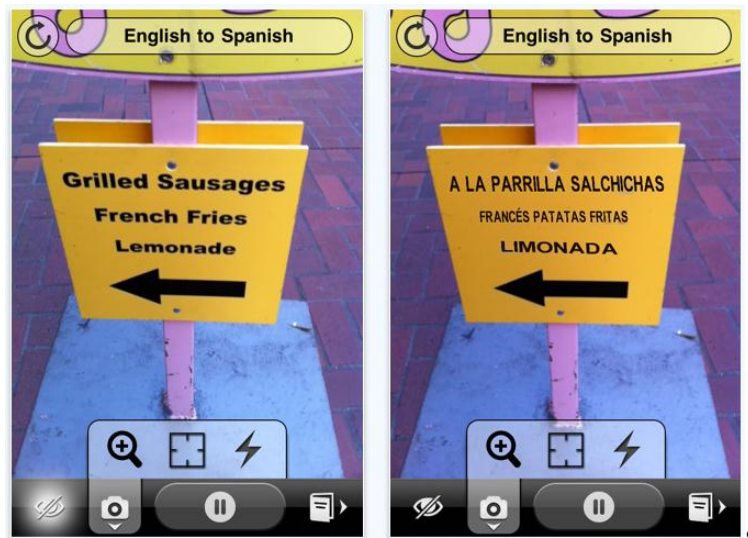 English to Spanish
Grilled Sausages
French Fries
Lemonade
English to Spanish
A LA PARRILLA SALCHICHAS
FRANCÉS PATATAS FRITAS
LIMONADA